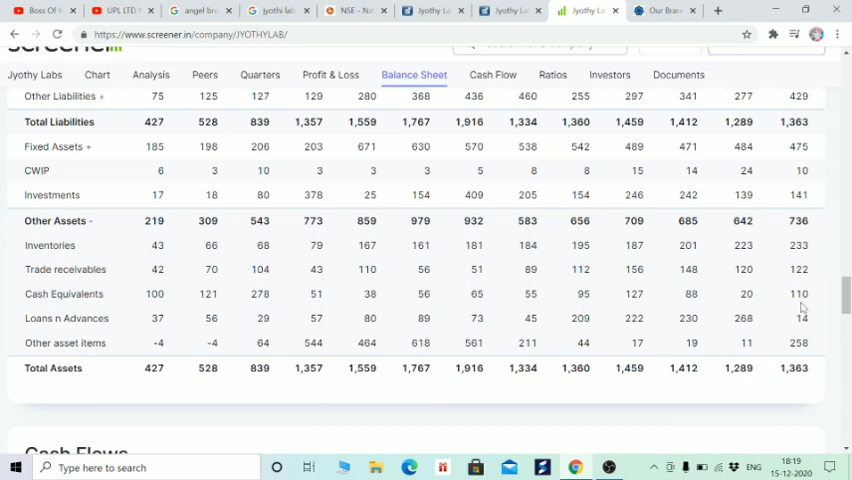 Boss Of
UPL LTD
angel bro
jyothi lab
NSE - Na
Jyothy La
Jyothy La
Jyothy La
Our Bran
https://www.screener.in/company/JYOTHYLAB/
screener
Jyothy Labs Chart Analysis Peers Quarters Profit & Loss Balance Sheet Cash Flow Ratios Investors Documents
Other Liabilities + 75 125 127 129 280 368 436 460 255 297 341 277 429
Total Liabilities 427 528 839 1,357 1,559 1,767 1,916 1,334 1,360 1,459 1,412 1,289 1,363
Fixed Assets + 185 198 206 203 671 630 570 538 542 489 471 484 475
CWIP 6 3 10 3 3 3 5 8 8 15 14 24 10
Investments 17 18 80 378 25 154 409 205 154 246 242 139 141
Other Assets - 219 309 543 773 859 979 932 583 656 709 685 642 736
Inventories 43 66 68 79 167 161 181 184 195 187 201 223 233
Trade receivables 42 70 104 43 110 56 51 89 112 156 148 120 122
Cash Equivalents 100 121 278 51 38 56 65 55 95 127 88 20 110
Loans n Advances 37 56 29 57 80 89 73 45 209 222 230 268 14
Other asset items -4 -4 64 544 464 618 561 211 44 17 19 11 258
Total Assets 427 528 839 1,357 1,559 1,767 1,916 1,334 1,360 1,459 1,412 1,289 1,363
Cash Flows
Type here to search
ENG
18:19
15-12-2020